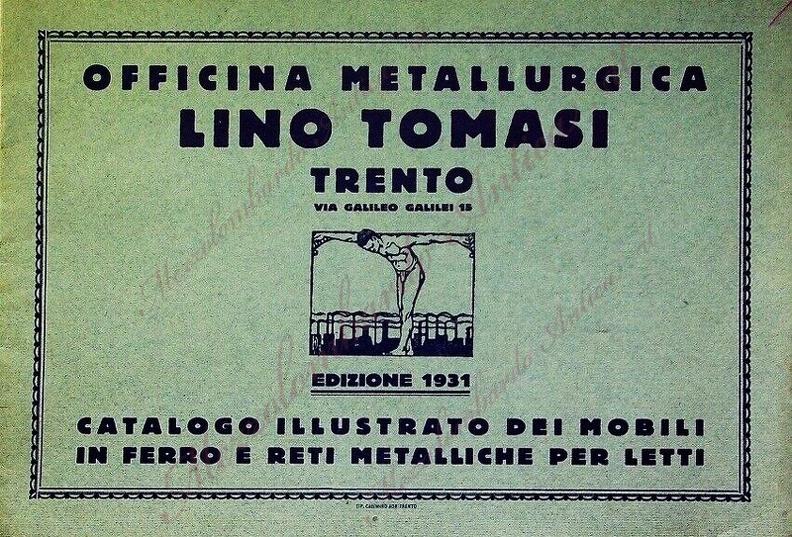 OFFICINA METALLURGICA
LINO TOMASI
TRENTO
VIA GALILEO GALILEI 15
EDIZIONE 1931
CATALOGO ILLUSTRATO DEI MOBILI
IN FERRO E RETI METALLICHE PER LETTI